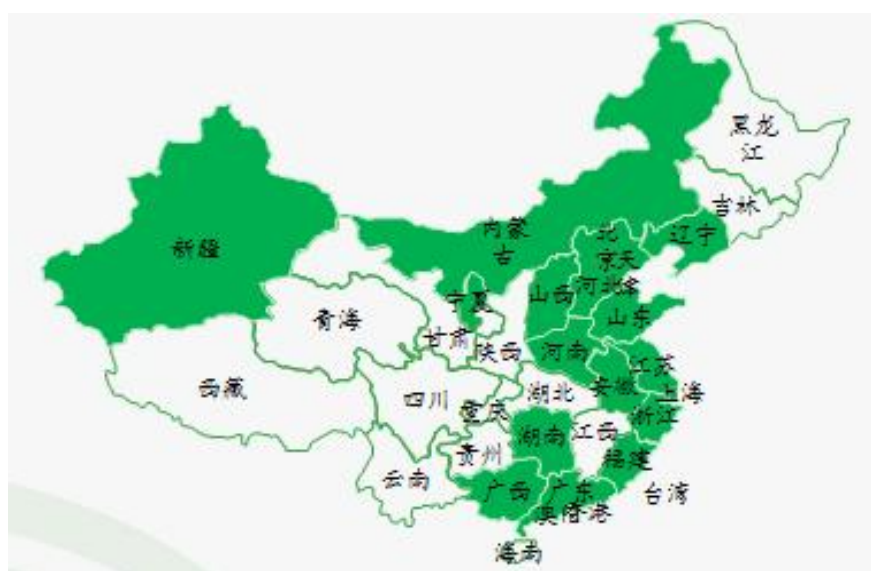 黑龙
江
吉林
辽宁
内蒙
古
北
京天
河北津
新疆
宁夏
山西
山东
青海
甘肃
陕西
河南
江苏
西藏
四川
重庆
湖北
安徽
上海
浙江
湖南
江西
贵州
福建
云南
广西
广东
台湾
澳
香港
海南